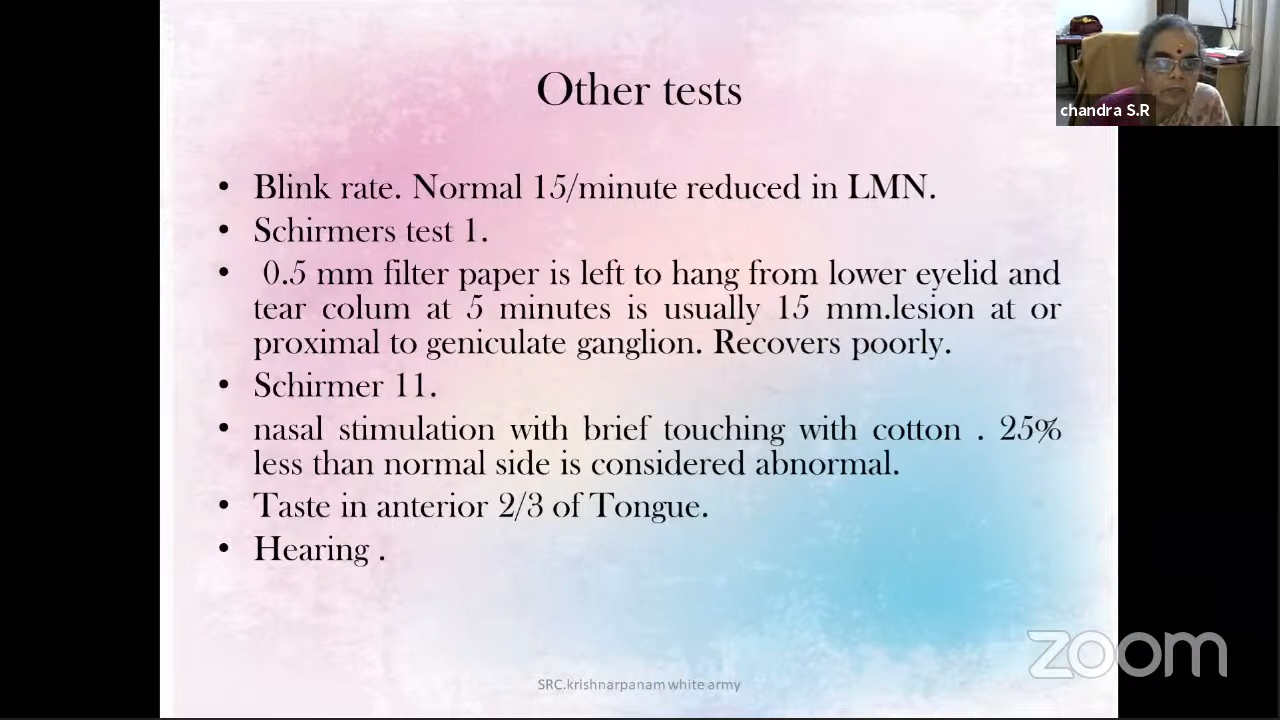 Other tests
chandra S.R
• Blink rate. Normal 15/minute reduced in LMN.
• Schirmers test 1.
• 0.5 mm filter paper is left to hang from lower eyelid and
tear colum at 5 minutes is usually 15 mm.lesion at or
proximal to geniculate ganglion. Recovers poorly.
• Schirmer 11.
• nasal stimulation with brief touching with cotton . 25%
less than normal side is considered abnormal.
• Taste in anterior 2/3 of Tongue.
• Hearing .
zoom
SRC.krishnarpanam white army